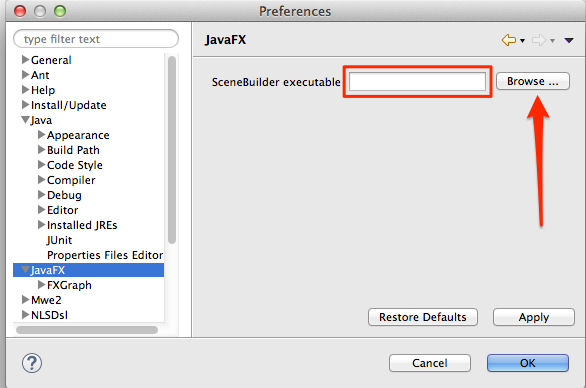 Preferences
type filter text
General
Ant
Help
Install/Update
Java
Appearance
Build Path
Code Style
Compiler
Debug
Editor
Installed JREs
JUnit
Properties Files Editor
JavaFX
FXGraph
Mwe2
NLSDsl
JavaFX
SceneBuilder executable
Browse ...
Restore Defaults
Apply
?
Cancel
OK